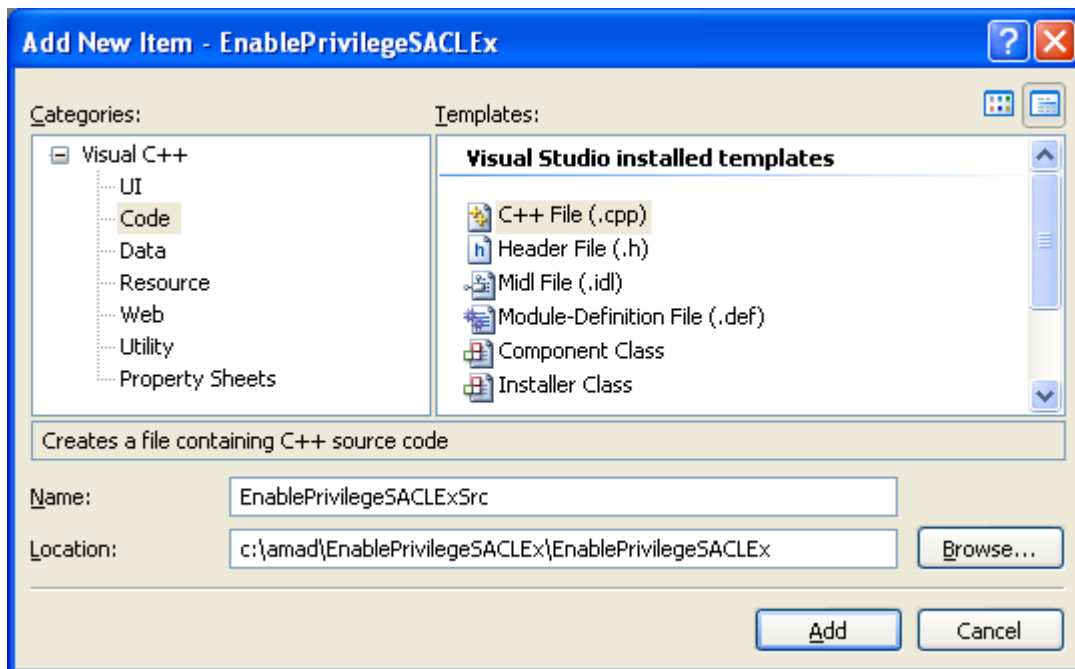 Add New Item - EnablePrivilegeSACLEx
Categories:
Templates:
Visual C++
UI
Code
Data
Resource
Web
Utility
Property Sheets
Visual Studio installed templates
C++ File (.cpp)
Header File (.h)
Midl File (.idl)
Module-Definition File (.def)
Component Class
Installer Class
Creates a file containing C++ source code
Name:
EnablePrivilegeSACLExSrc
Location:
c:\amad\EnablePrivilegeSACLEx\EnablePrivilegeSACLEx
Browse...
Add
Cancel